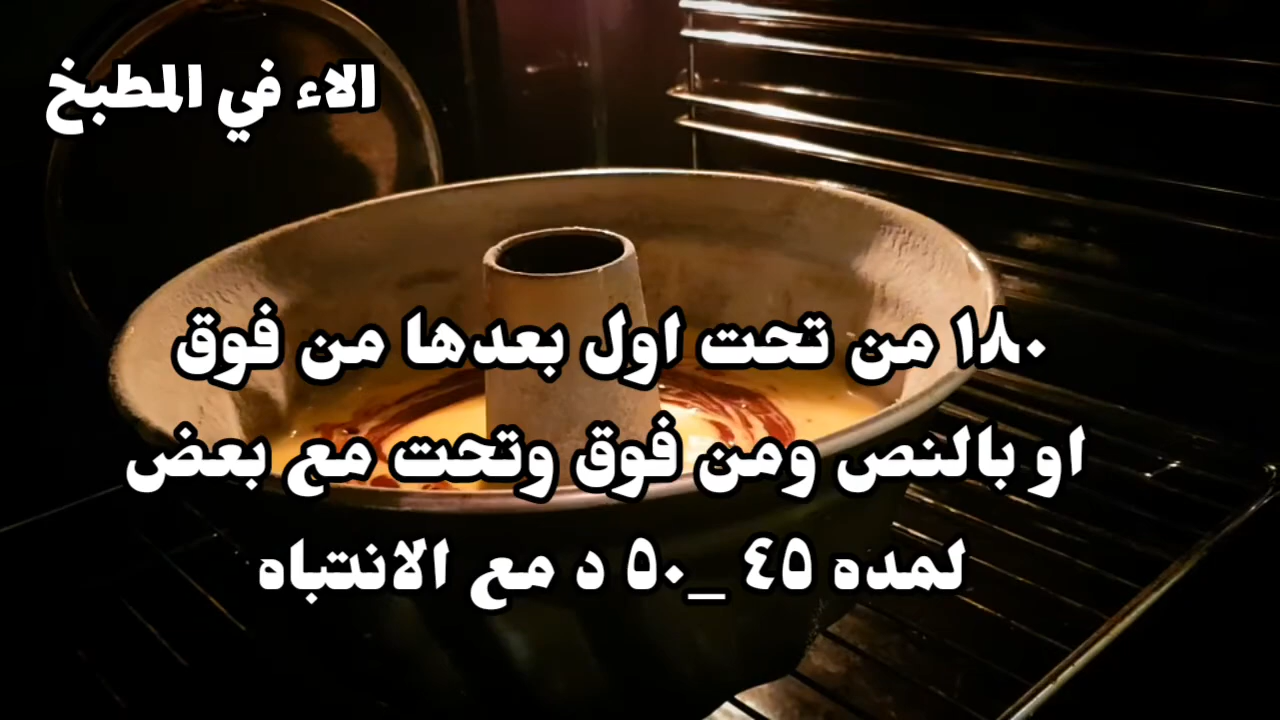 الاء في المطبخ
١٨٠ من تحت اول بعدها من فوق
او بالنص ومن فوق وتحت مع بعض
لمده ٤٥ _٥٠ د مع الانتباه